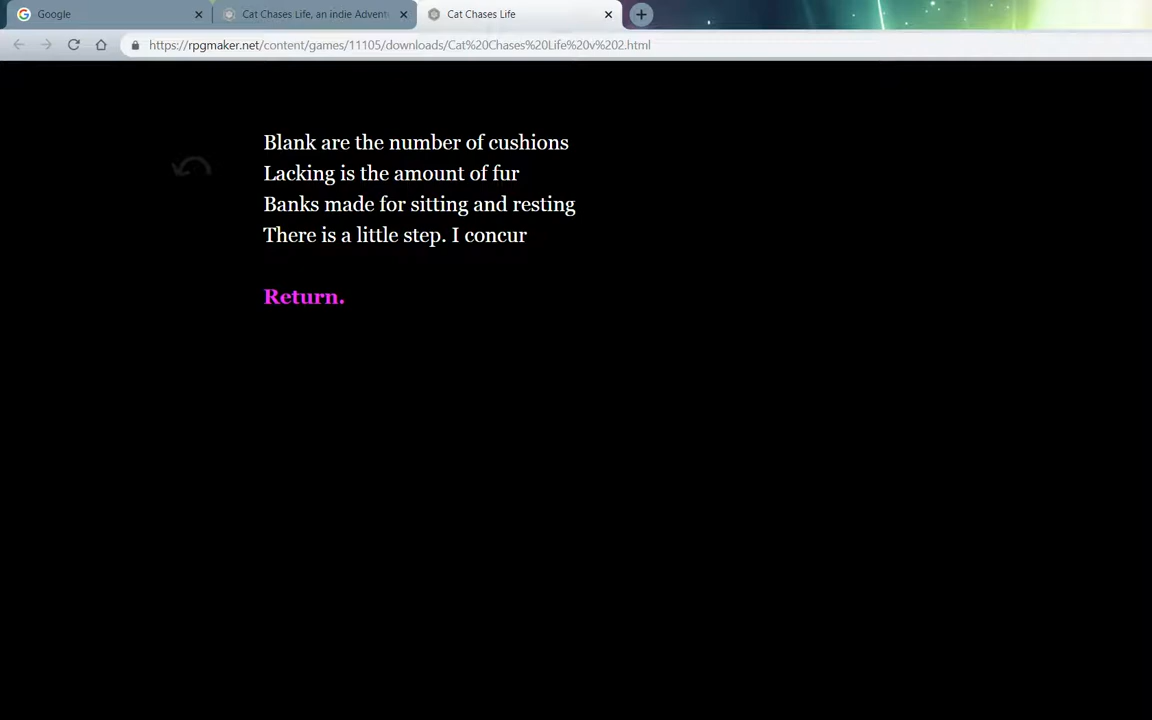 Google
Cat Chases Life, an indie Advent
Cat Chases Life
https://rpgmaker.net/content/games/11105/downloads/Cat%20Chases%20Life%20v%202.html
Blank are the number of cushions
Lacking is the amount of fur
Banks made for sitting and resting
There is a little step. I concur
Return.